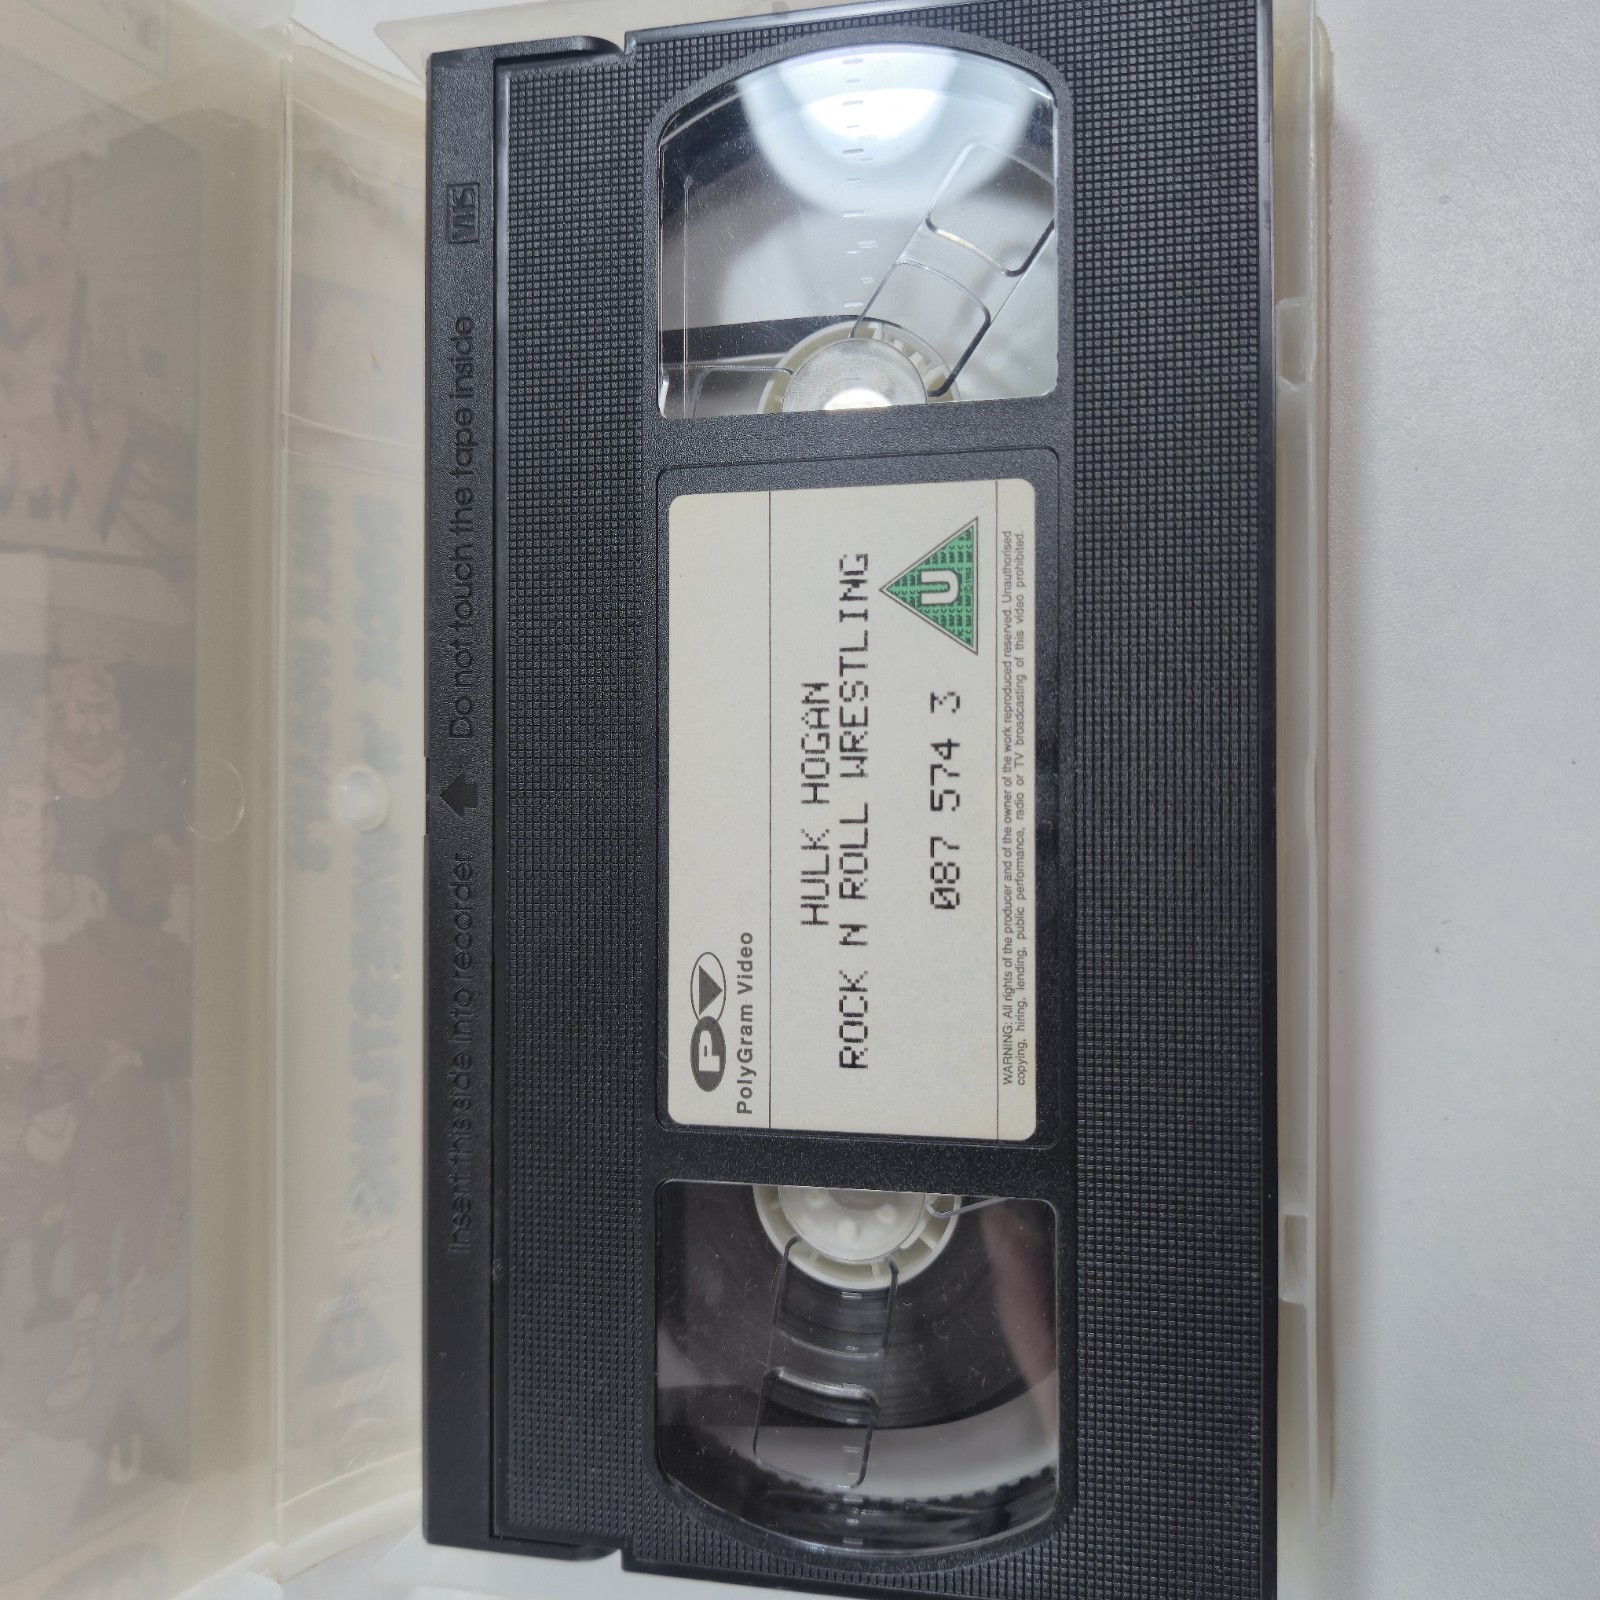 Insert this side into recorder
Do not touch the tape inside
VHS
PV
PolyGram Video
HULK HOGAN
ROCK N ROLL WRESTLING
087 574 3
U
WARNING: All rights of the producer and of the owner of the work reproduced reserved. Unauthorised
copying, hiring, lending, public performance, radio or TV broadcasting of this video prohibited.